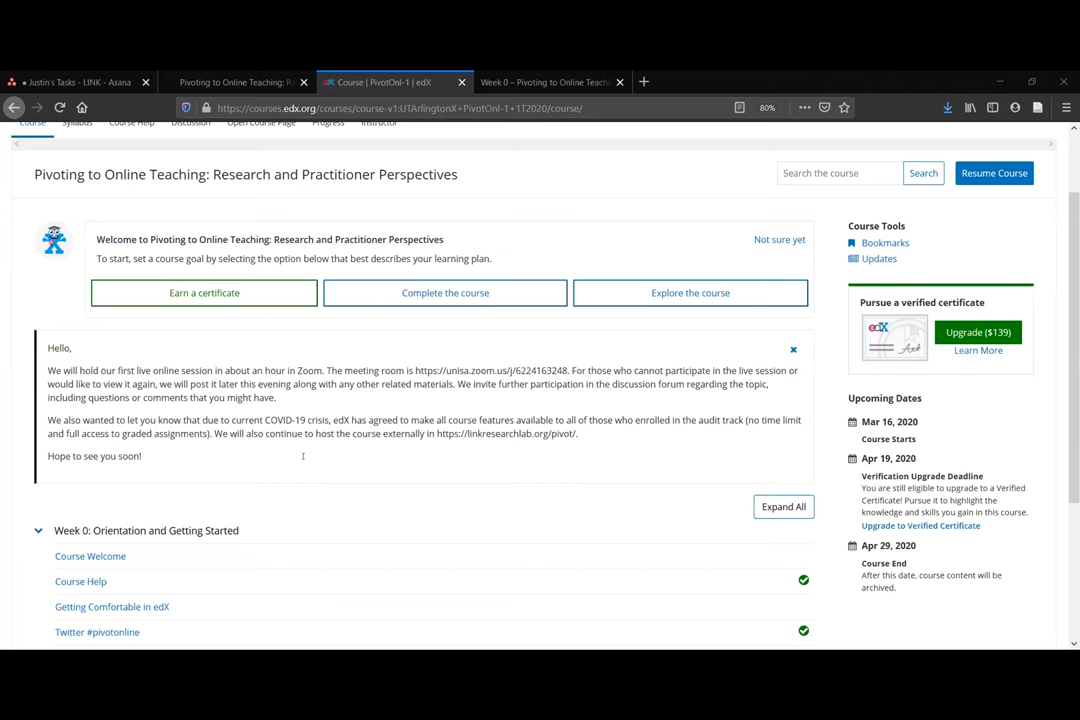 Justin's Tasks - LINK - Asana
Pivoting to Online Teaching: Re
Course | PivotOnl-1 | edX
Week 0 – Pivoting to Online Teachin
https://courses.edx.org/courses/course-v1:UTArlingtonX+PivotOnl-1+1T2020/course/
80%
Course Syllabus Course Help Discussion Open Course Page Progress Instructor
Pivoting to Online Teaching: Research and Practitioner Perspectives
Search the course
Search
Resume Course
Welcome to Pivoting to Online Teaching: Research and Practitioner Perspectives
Not sure yet
To start, set a course goal by selecting the option below that best describes your learning plan.
Earn a certificate
Complete the course
Explore the course
Hello,
We will hold our first live online session in about an hour in Zoom. The meeting room is https://unisa.zoom.us/j/6224163248. For those who cannot participate in the live session or
would like to view it again, we will post it later this evening along with any other related materials. We invite further participation in the discussion forum regarding the topic,
including questions or comments that you might have.
We also wanted to let you know that due to current COVID-19 crisis, edX has agreed to make all course features available to all of those who enrolled in the audit track (no time limit
and full access to graded assignments). We will also continue to host the course externally in https://linkresearchlab.org/pivot/.
Hope to see you soon!
Expand All
Week 0: Orientation and Getting Started
Course Welcome
Course Help
Getting Comfortable in edX
Twitter #pivotonline
Course Tools
Bookmarks
Updates
Pursue a verified certificate
edX
Upgrade ($139)
Learn More
Upcoming Dates
Mar 16, 2020
Course Starts
Apr 19, 2020
Verification Upgrade Deadline
You are still eligible to upgrade to a Verified
Certificate! Pursue it to highlight the
knowledge and skills you gain in this course.
Upgrade to Verified Certificate
Apr 29, 2020
Course End
After this date, course content will be
archived.